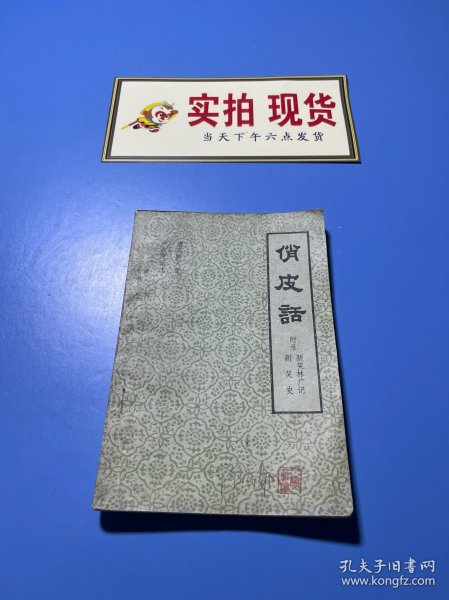 实拍 现货
当天下午六点发货
俏皮話
附录 新笑林广记
新笑史
孔夫子旧书网
www.kongfz.com